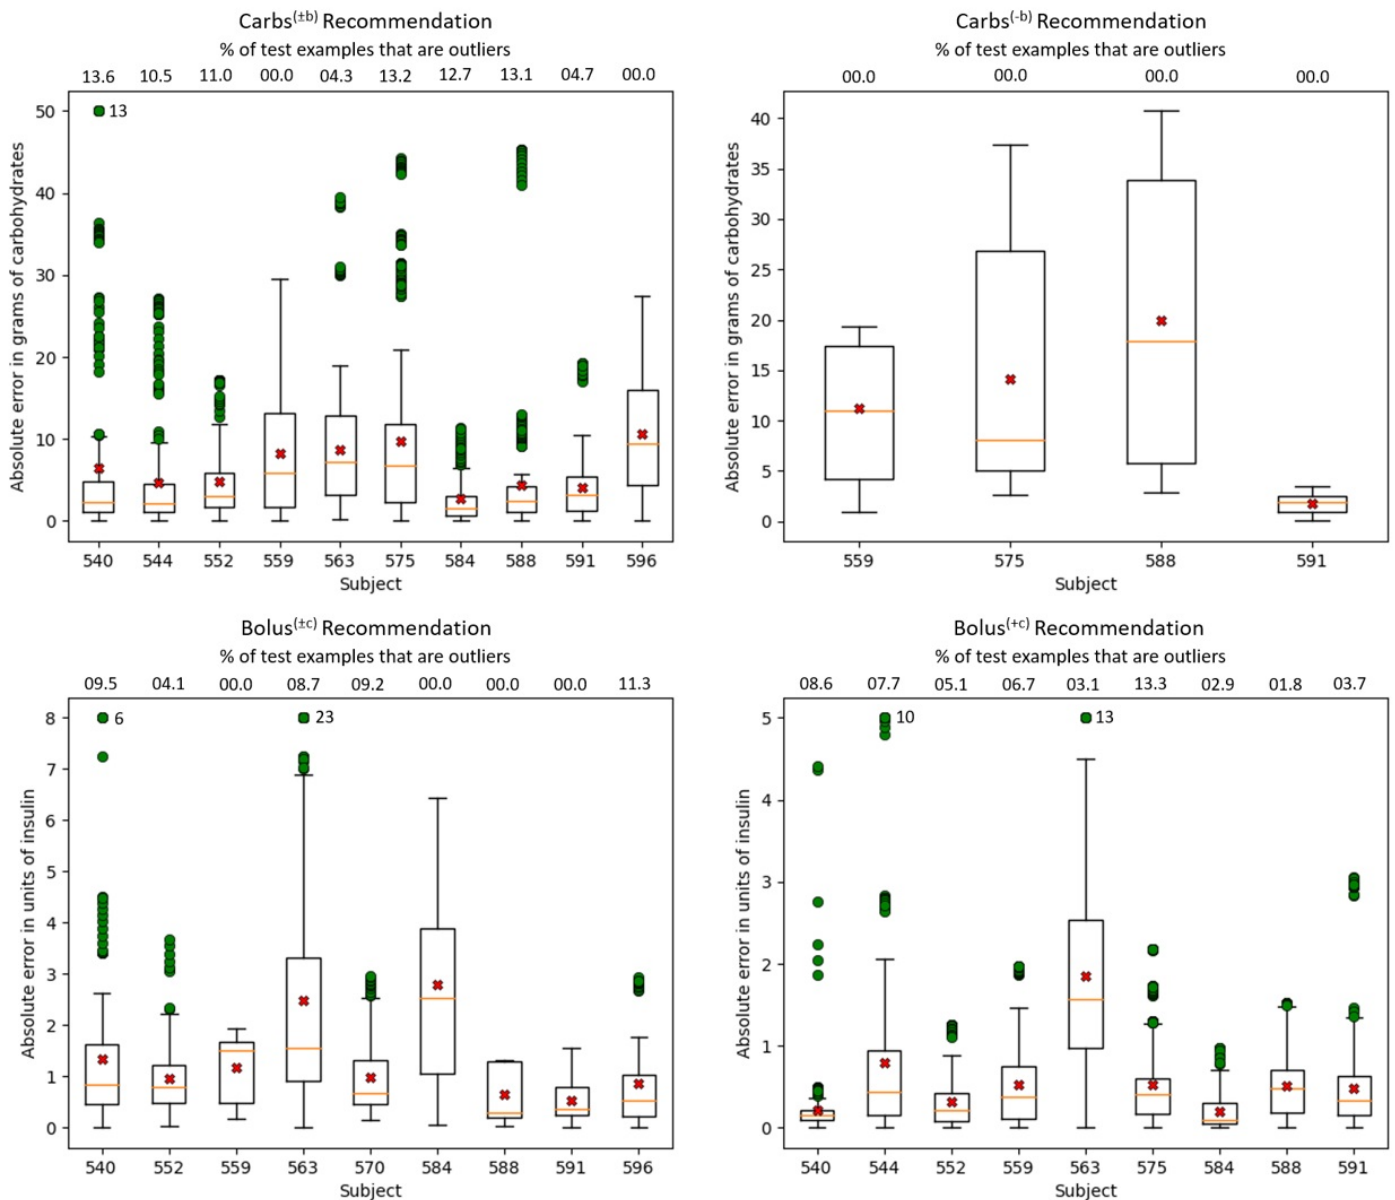 Carbs(±b) Recommendation
% of test examples that are outliers
13.6 10.5 11.0 00.0 04.3 13.2 12.7 13.1 04.7 00.0
13
50
40
30
20
10
0
Absolute error in grams of carbohydrates
540 544 552 559 563 575 584 588 591 596
Subject
Carbs(-b) Recommendation
% of test examples that are outliers
00.0 00.0 00.0 00.0
40
35
30
25
20
15
10
5
0
Absolute error in grams of carbohydrates
559 575 588 591
Subject
Bolus(±c) Recommendation
% of test examples that are outliers
09.5 04.1 00.0 08.7 09.2 00.0 00.0 00.0 11.3
6 23
8
7
6
5
4
3
2
1
0
Absolute error in units of insulin
540 552 559 563 570 584 588 591 596
Subject
Bolus(+c) Recommendation
% of test examples that are outliers
08.6 07.7 05.1 06.7 03.1 13.3 02.9 01.8 03.7
10 13
5
4
3
2
1
0
Absolute error in units of insulin
540 544 552 559 563 575 584 588 591
Subject